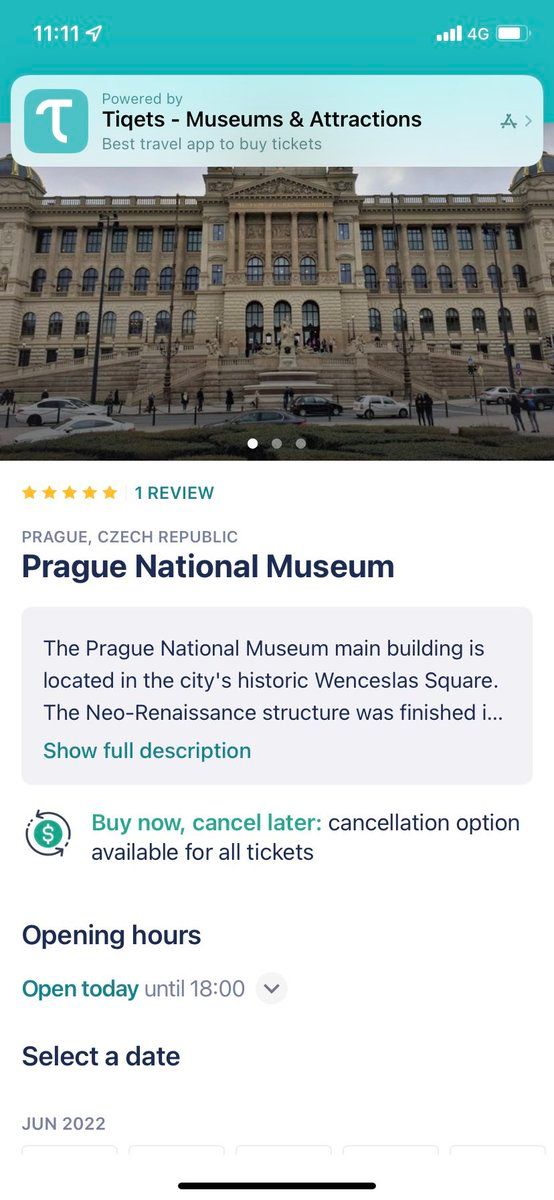 11:11
4G
Powered by
Tiqets - Museums & Attractions
Best travel app to buy tickets
1 REVIEW
PRAGUE, CZECH REPUBLIC
Prague National Museum
The Prague National Museum main building is
located in the city's historic Wenceslas Square.
The Neo-Renaissance structure was finished i...
Show full description
Buy now, cancel later: cancellation option
available for all tickets
Opening hours
Open today until 18:00
Select a date
JUN 2022